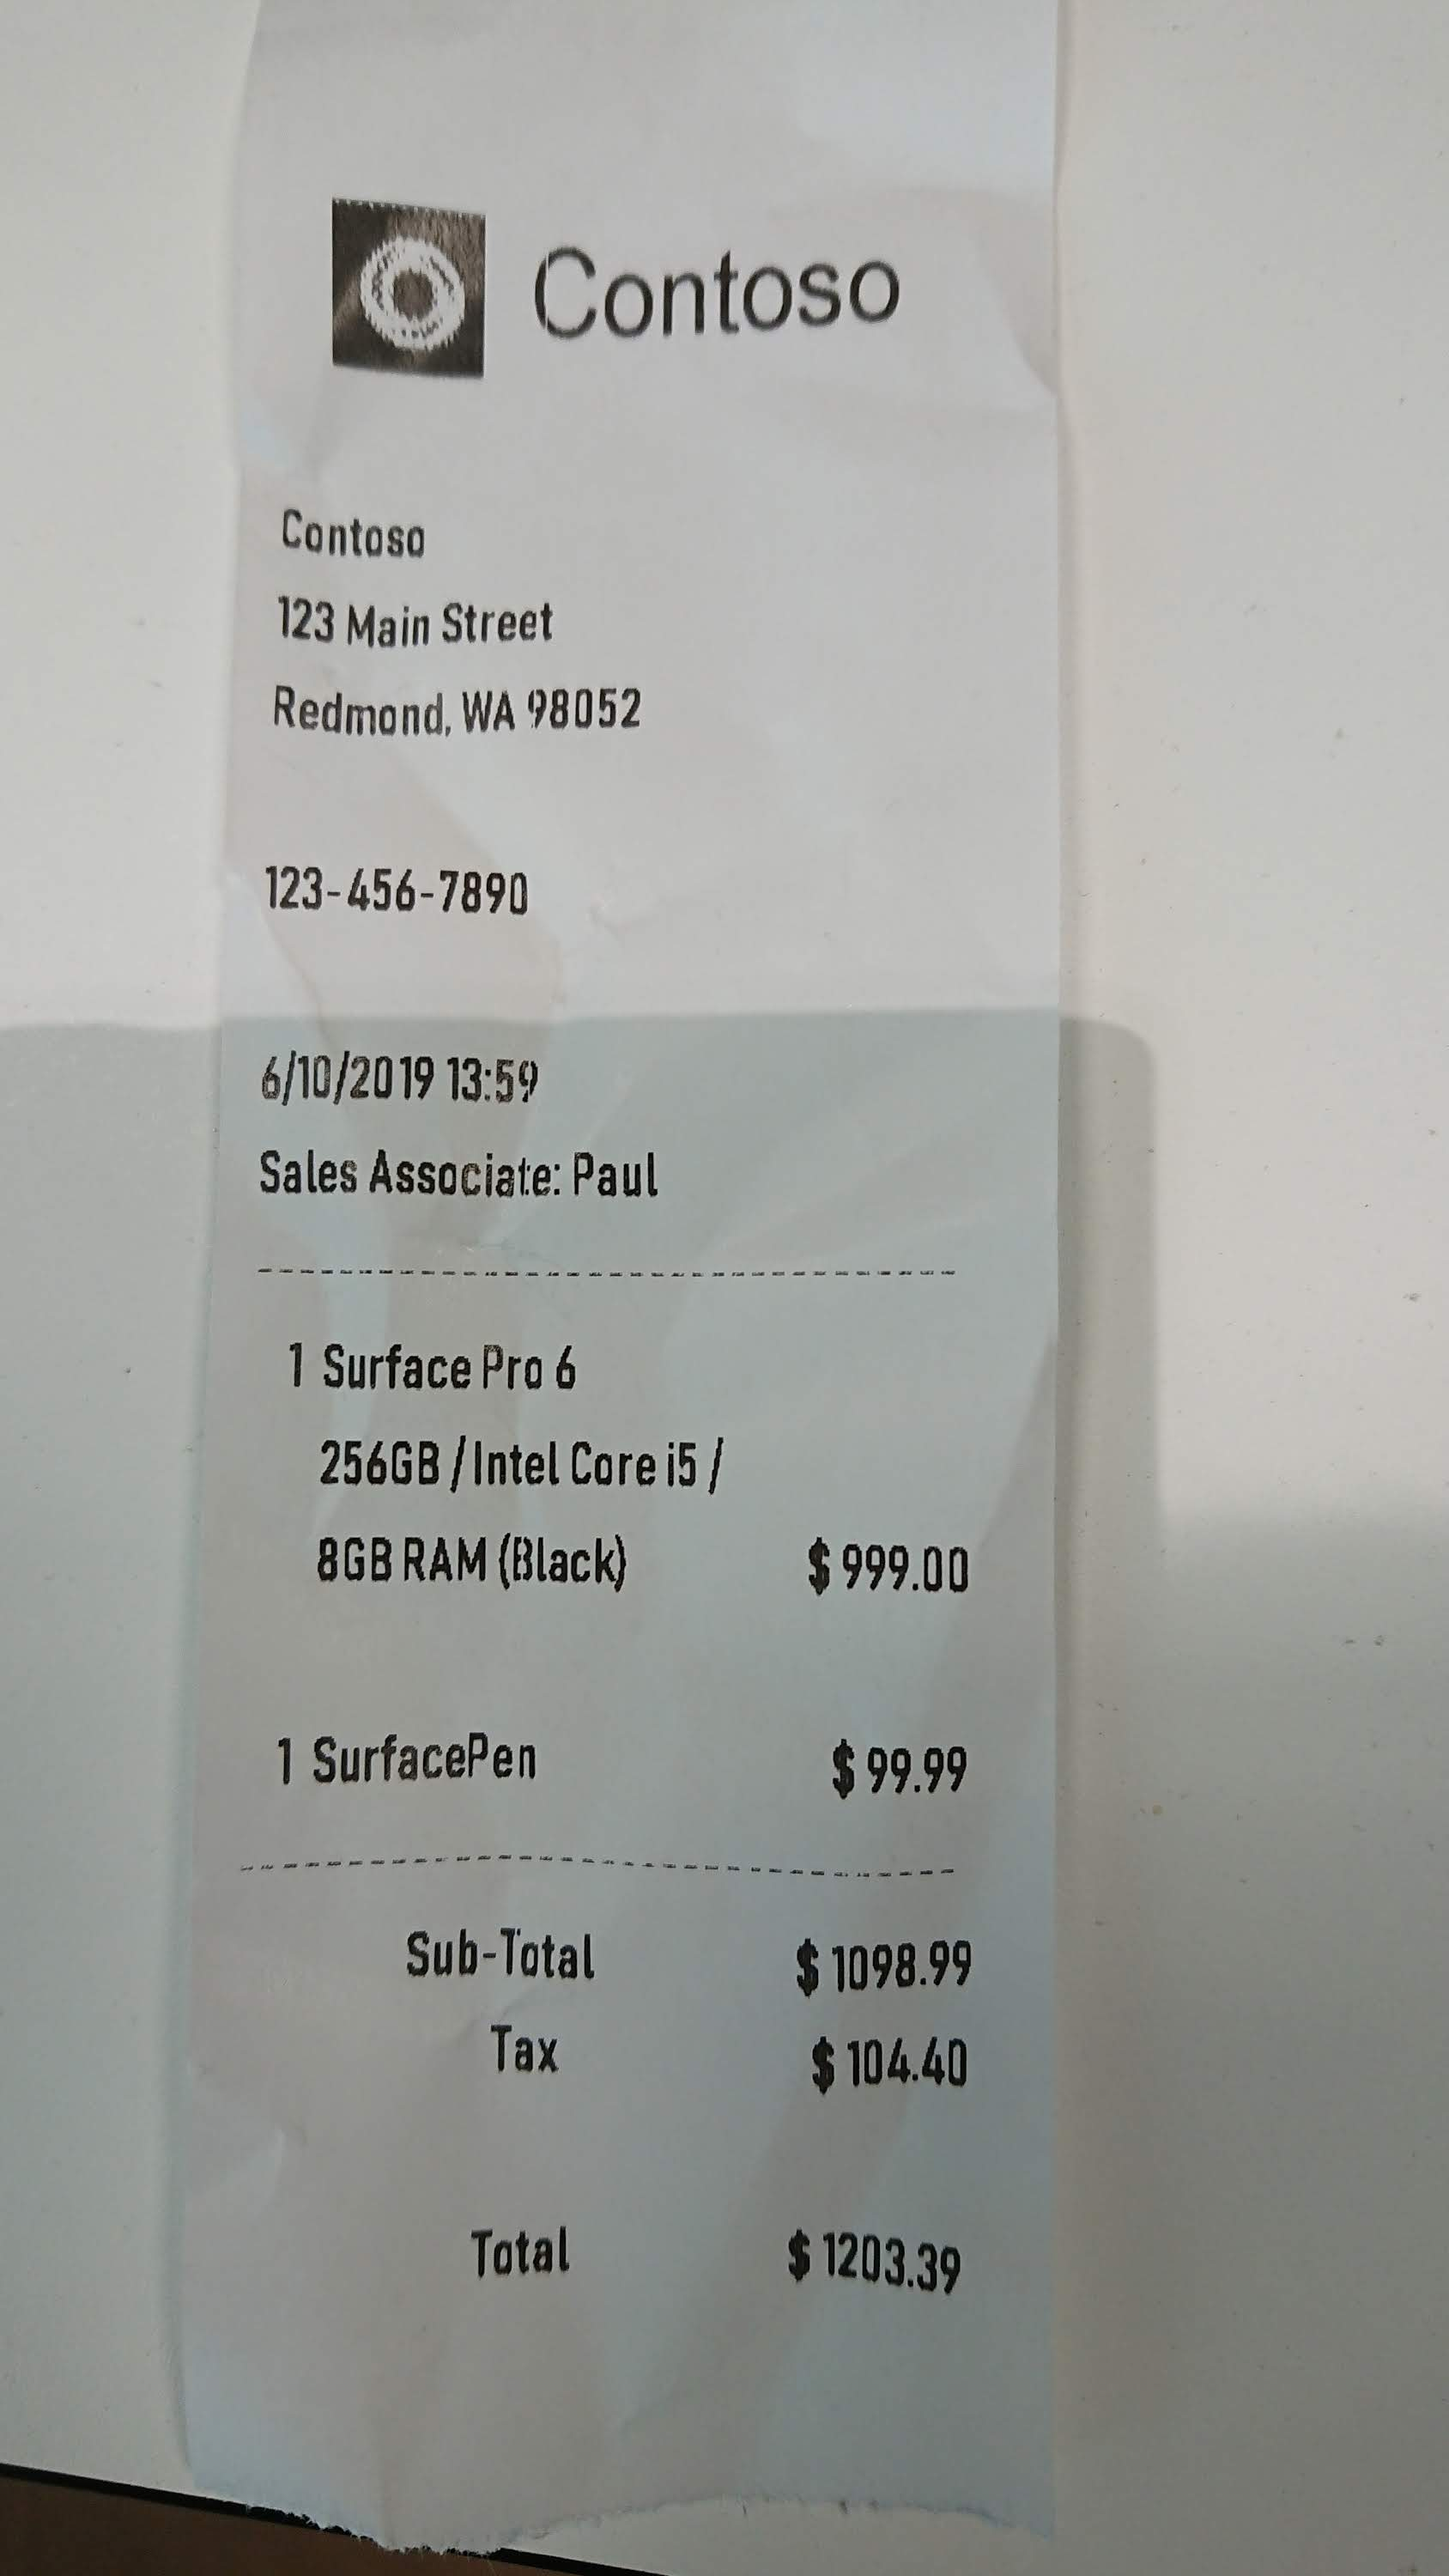 Contoso
Contoso
123 Main Street
Redmond, WA 98052
123-456-7890
6/10/2019 13:59
Sales Associate: Paul
1 Surface Pro 6
256GB / Intel Core i5 /
8GB RAM (Black) $ 999.00
1 SurfacePen $ 99.99
Sub-Total $ 1098.99
Tax $ 104.40
Total $ 1203.39